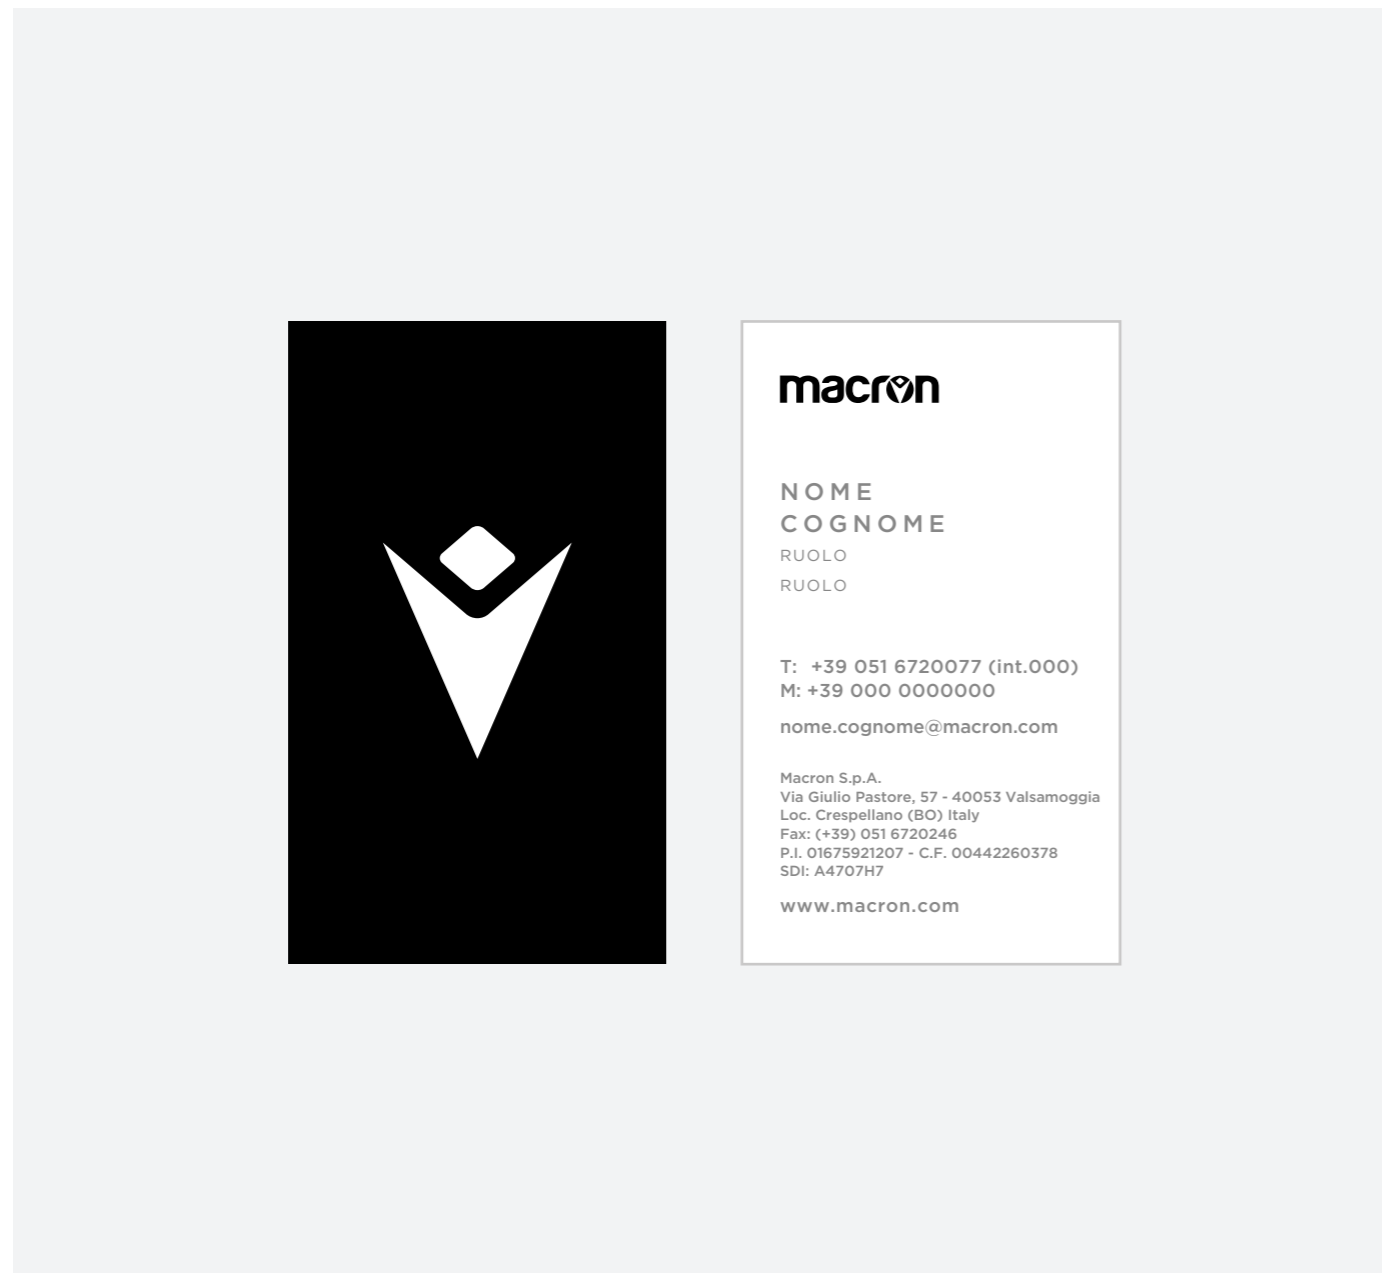 macron
NOME
COGNOME
RUOLO
RUOLO
T: +39 051 6720077 (int.000)
M: +39 000 0000000
nome.cognome@macron.com
Macron S.p.A.
Via Giulio Pastore, 57 - 40053 Valsamoggia
Loc. Crespellano (BO) Italy
Fax: (+39) 051 6720246
P.I. 01675921207 - C.F. 00442260378
SDI: A4707H7
www.macron.com